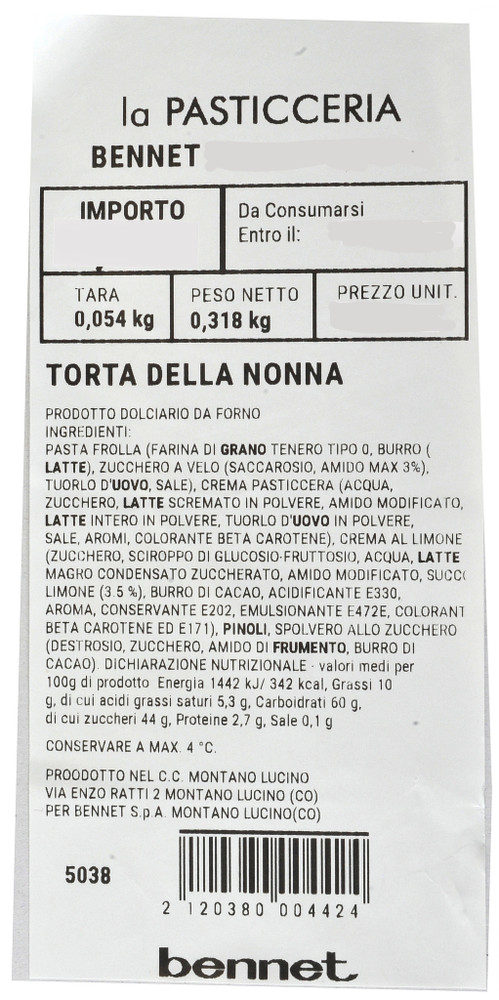 la PASTICCERIA
BENNET
IMPORTO
Da Consumarsi
Entro il:
TARA
0,054 kg
PESO NETTO
0,318 kg
PREZZO UNIT.
TORTA DELLA NONNA
PRODOTTO DOLCIARIO DA FORNO
INGREDIENTI:
PASTA FROLLA (FARINA DI GRANO TENERO TIPO 0, BURRO (
LATTE), ZUCCHERO A VELO (SACCAROSIO, AMIDO MAX 3%),
TUORLO D'UOVO, SALE), CREMA PASTICCERA (ACQUA,
ZUCCHERO, LATTE SCREMATO IN POLVERE, AMIDO MODIFICATO,
LATTE INTERO IN POLVERE, TUORLO D'UOVO IN POLVERE,
SALE, AROMI, COLORANTE BETA CAROTENE), CREMA AL LIMONE
(ZUCCHERO, SCIROPPO DI GLUCOSIO-FRUTTOSIO, ACQUA, LATTE
MAGRO CONDENSATO ZUCCHERATO, AMIDO MODIFICATO, SUCC
LIMONE (3.5 %), BURRO DI CACAO, ACIDIFICANTE E330,
AROMA, CONSERVANTE E202, EMULSIONANTE E472E, COLORANT
BETA CAROTENE ED E171), PINOLI, SPOLVERO ALLO ZUCCHERO
(DESTROSIO, ZUCCHERO, AMIDO DI FRUMENTO, BURRO DI
CACAO). DICHIARAZIONE NUTRIZIONALE - valori medi per
100g di prodotto Energia 1442 kJ/ 342 kcal, Grassi 10
g, di cui acidi grassi saturi 5,3 g, Carboidrati 60 g,
di cui zuccheri 44 g, Proteine 2,7 g, Sale 0,1 g
CONSERVARE A MAX. 4 °C.
PROODOTTO NEL C.C. MONTANO LUCINO
VIA ENZO RATTI 2 MONTANO LUCINO (CO)
PER BENNET S.p.A. MONTANO LUCINO(CO)
5038
2 120380 004424
bennet